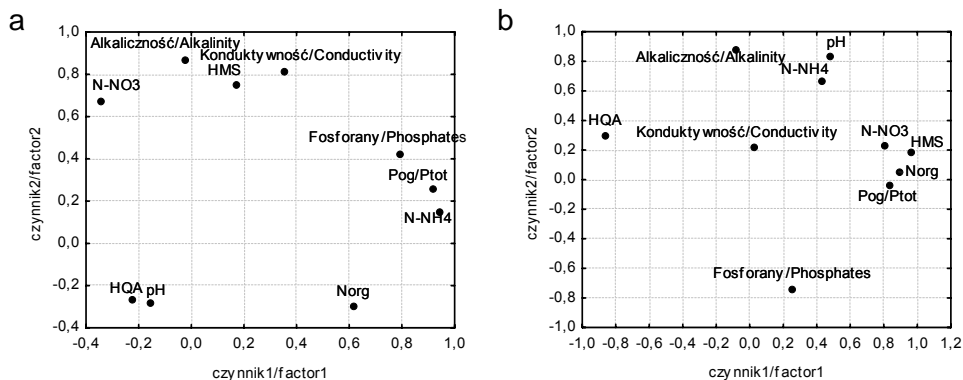 a
1,0
0,8
0,6
0,4
0,2
0,0
-0,2
-0,4
czynnik2/factor2
Alkaliczność/Alkalinity
Konduktywność/Conductivity
HMS
N-NO3
Fosforany/Phosphates
Pog/Ptot
N-NH4
HQA
pH
Norg
-0,4
-0,2
0,0
0,2
0,4
0,6
0,8
1,0
czynnik1/factor1
b
1,0
0,8
0,6
0,4
0,2
0,0
-0,2
-0,4
-0,6
-0,8
-1,0
czynnik2/factor2
pH
Alkaliczność/Alkalinity
N-NH4
HQA
Konduktywność/Conductivity
N-NO3
HMS
Norg
Pog/Ptot
Fosforany/Phosphates
-1,0
-0,8
-0,6
-0,4
-0,2
0,0
0,2
0,4
0,6
0,8
1,0
1,2
czynnik1/factor1